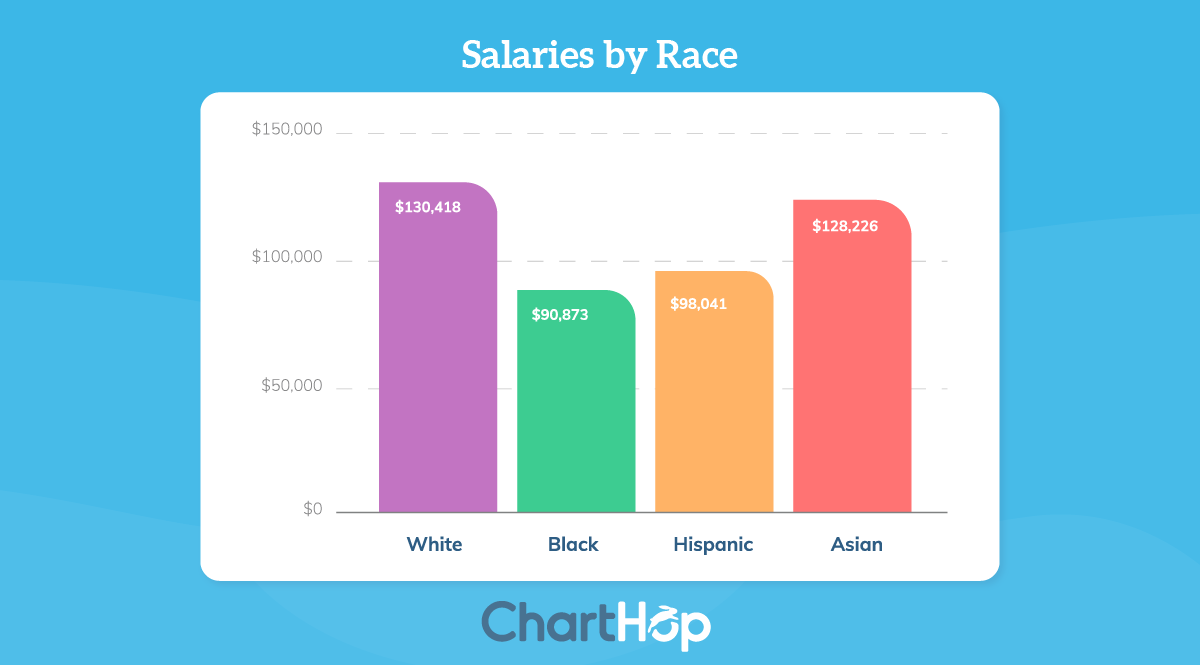 Salaries by Race
$150,000
$100,000
$50,000
$0
$130,418
$90,873
$98,041
$128,226
White
Black
Hispanic
Asian
ChartHop